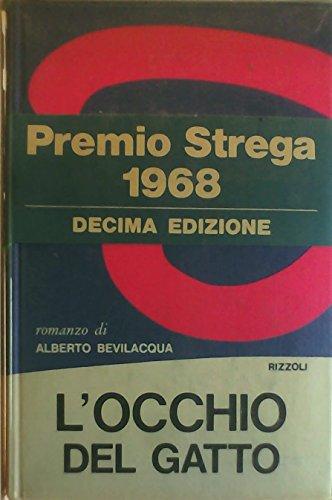 Premio Strega
1968
DECIMA EDIZIONE
romanzo di
ALBERTO BEVILACQUA
RIZZOLI
L'OCCHIO
DEL GATTO